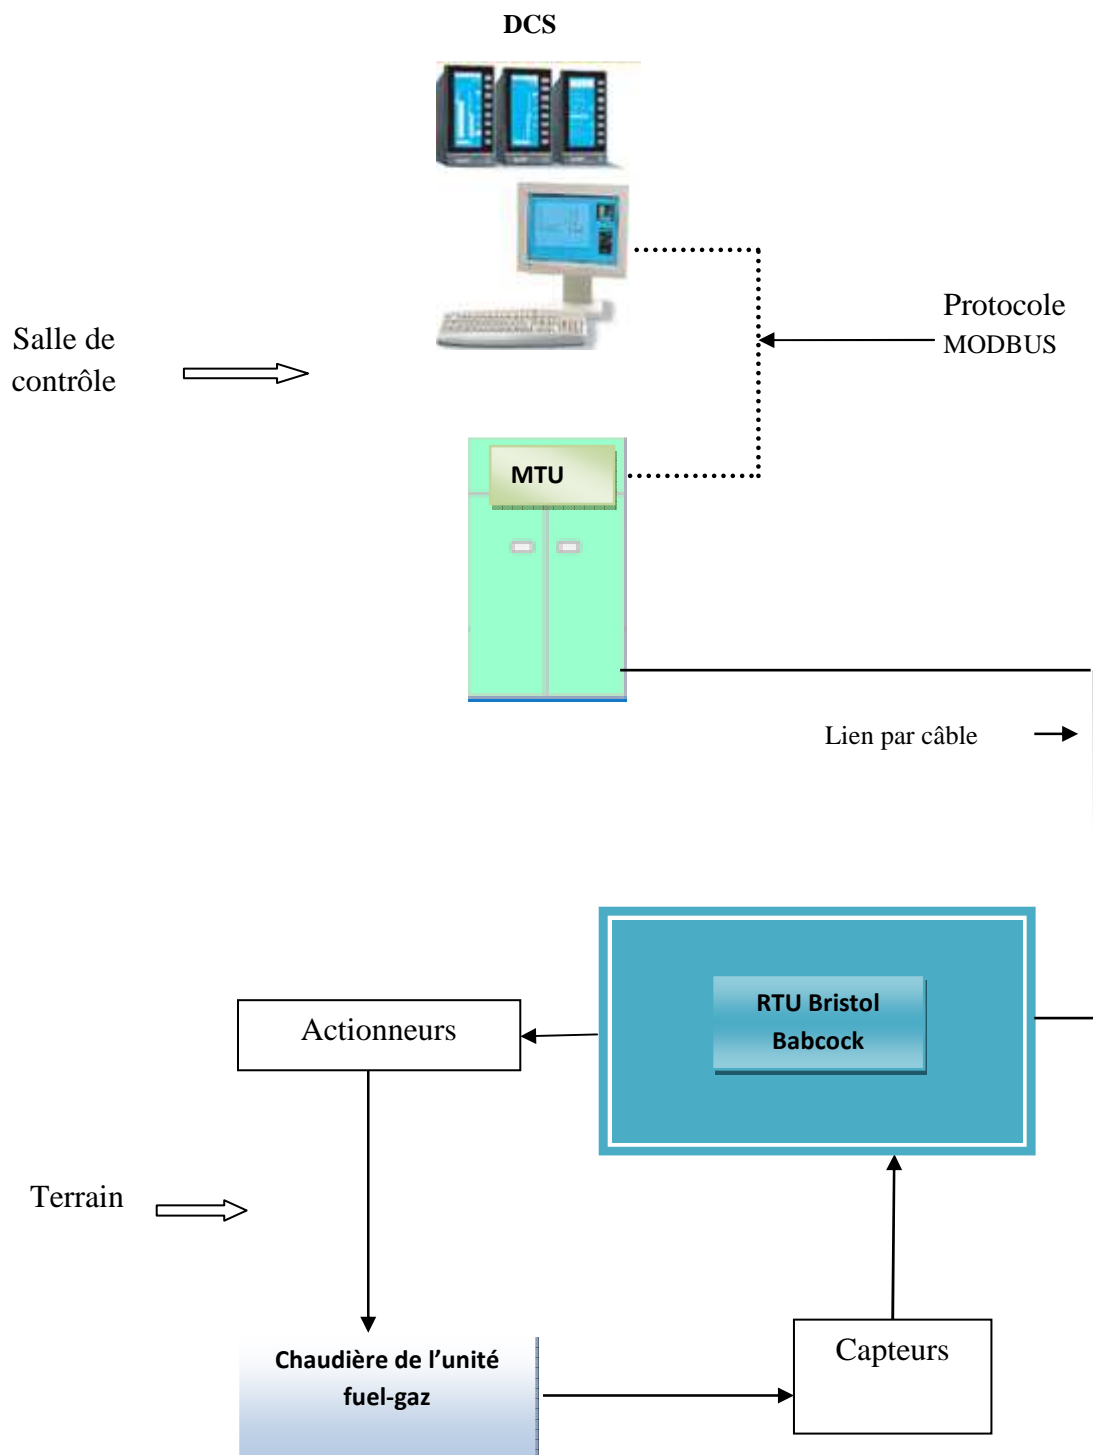 DCS
Protocole
MODBUS
Salle de
contrôle
MTU
Lien par câble
RTU Bristol
Babcock
Actionneurs
Terrain
Capteurs
Chaudière de l’unité
fuel-gaz